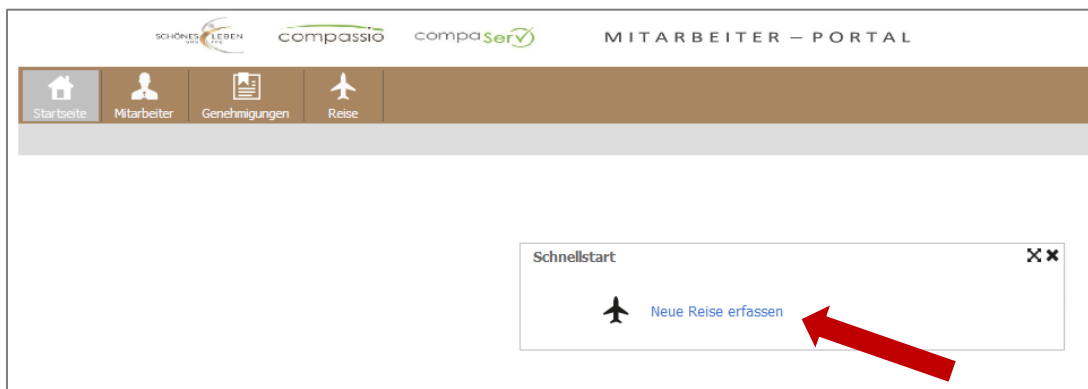 SCHÖNES LEBEN compassio compaServ MITARBEITER – PORTAL
Startseite Mitarbeiter Genehmigungen Reise
Schnellstart
Neue Reise erfassen